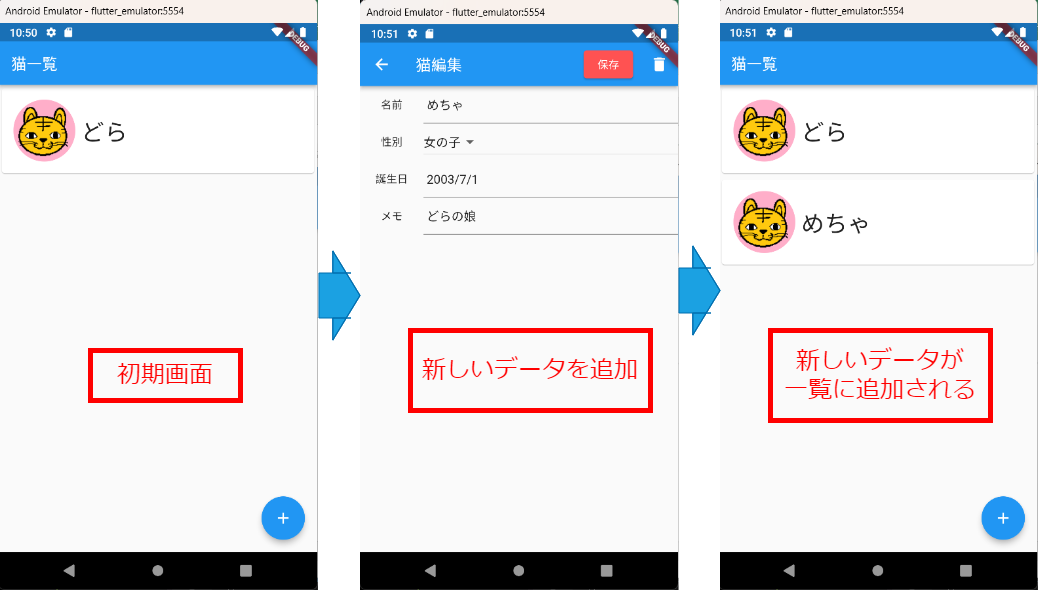 Android Emulator - flutter_emulator:5554
10:50
DEBUG
猫一覧
どら
初期画面
+
Android Emulator - flutter_emulator:5554
10:51
DEBUG
猫編集
保存
名前 めちゃ
性別 女の子
誕生日 2003/7/1
メモ どらの娘
新しいデータを追加
Android Emulator - flutter_emulator:5554
10:51
DEBUG
猫一覧
どら
めちゃ
新しいデータが
一覧に追加される
+